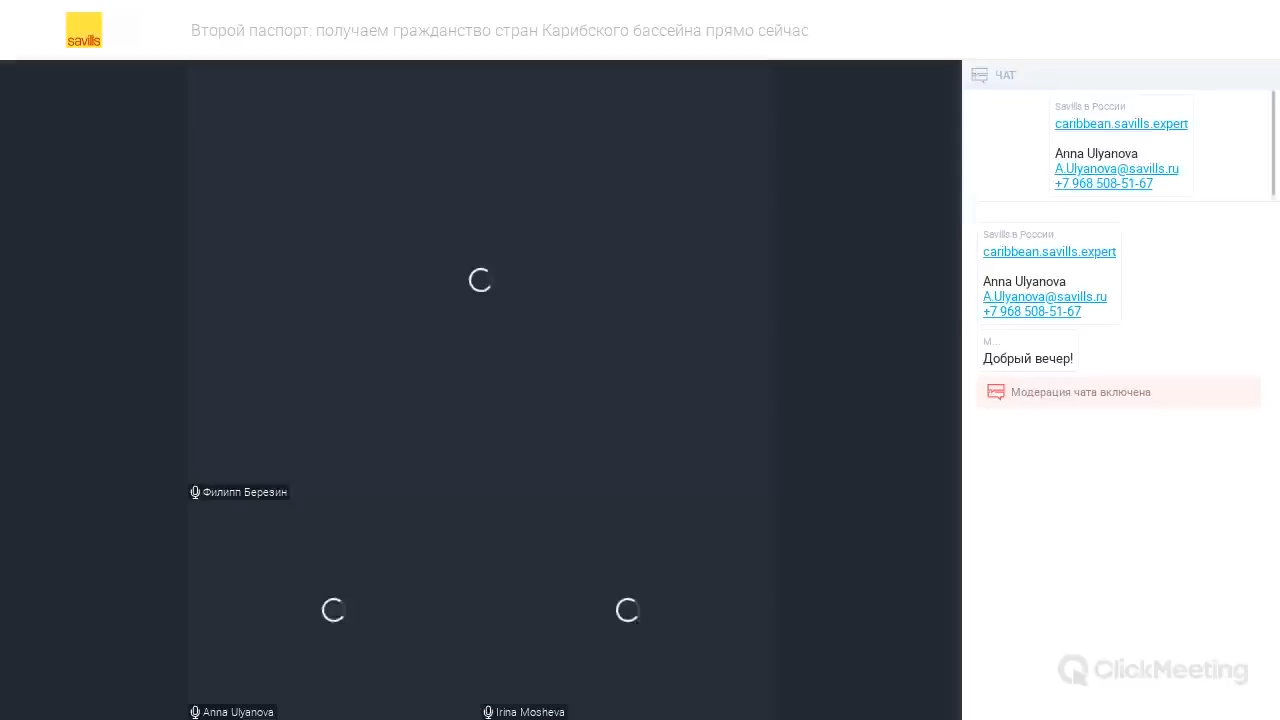 savills
Второй паспорт: получаем гражданство стран Карибского бассейна прямо сейчас
ЧАТ
Savills в России
caribbean.savills.expert
Anna Ulyanova
A.Ulyanova@savills.ru
+7 968 508-51-67
Savills в России
caribbean.savills.expert
Anna Ulyanova
A.Ulyanova@savills.ru
+7 968 508-51-67
М...
Добрый вечер!
Модерация чата включена
Филипп Березин
Anna Ulyanova
Irina Mosheva
ClickMeeting